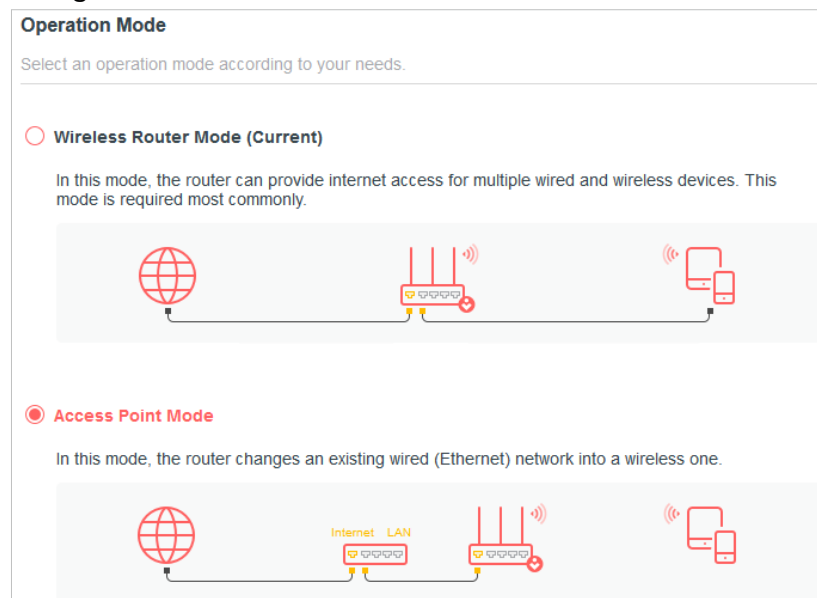 Operation Mode
Select an operation mode according to your needs.
Wireless Router Mode (Current)
In this mode, the router can provide internet access for multiple wired and wireless devices. This
mode is required most commonly.
Access Point Mode
In this mode, the router changes an existing wired (Ethernet) network into a wireless one.
Internet LAN